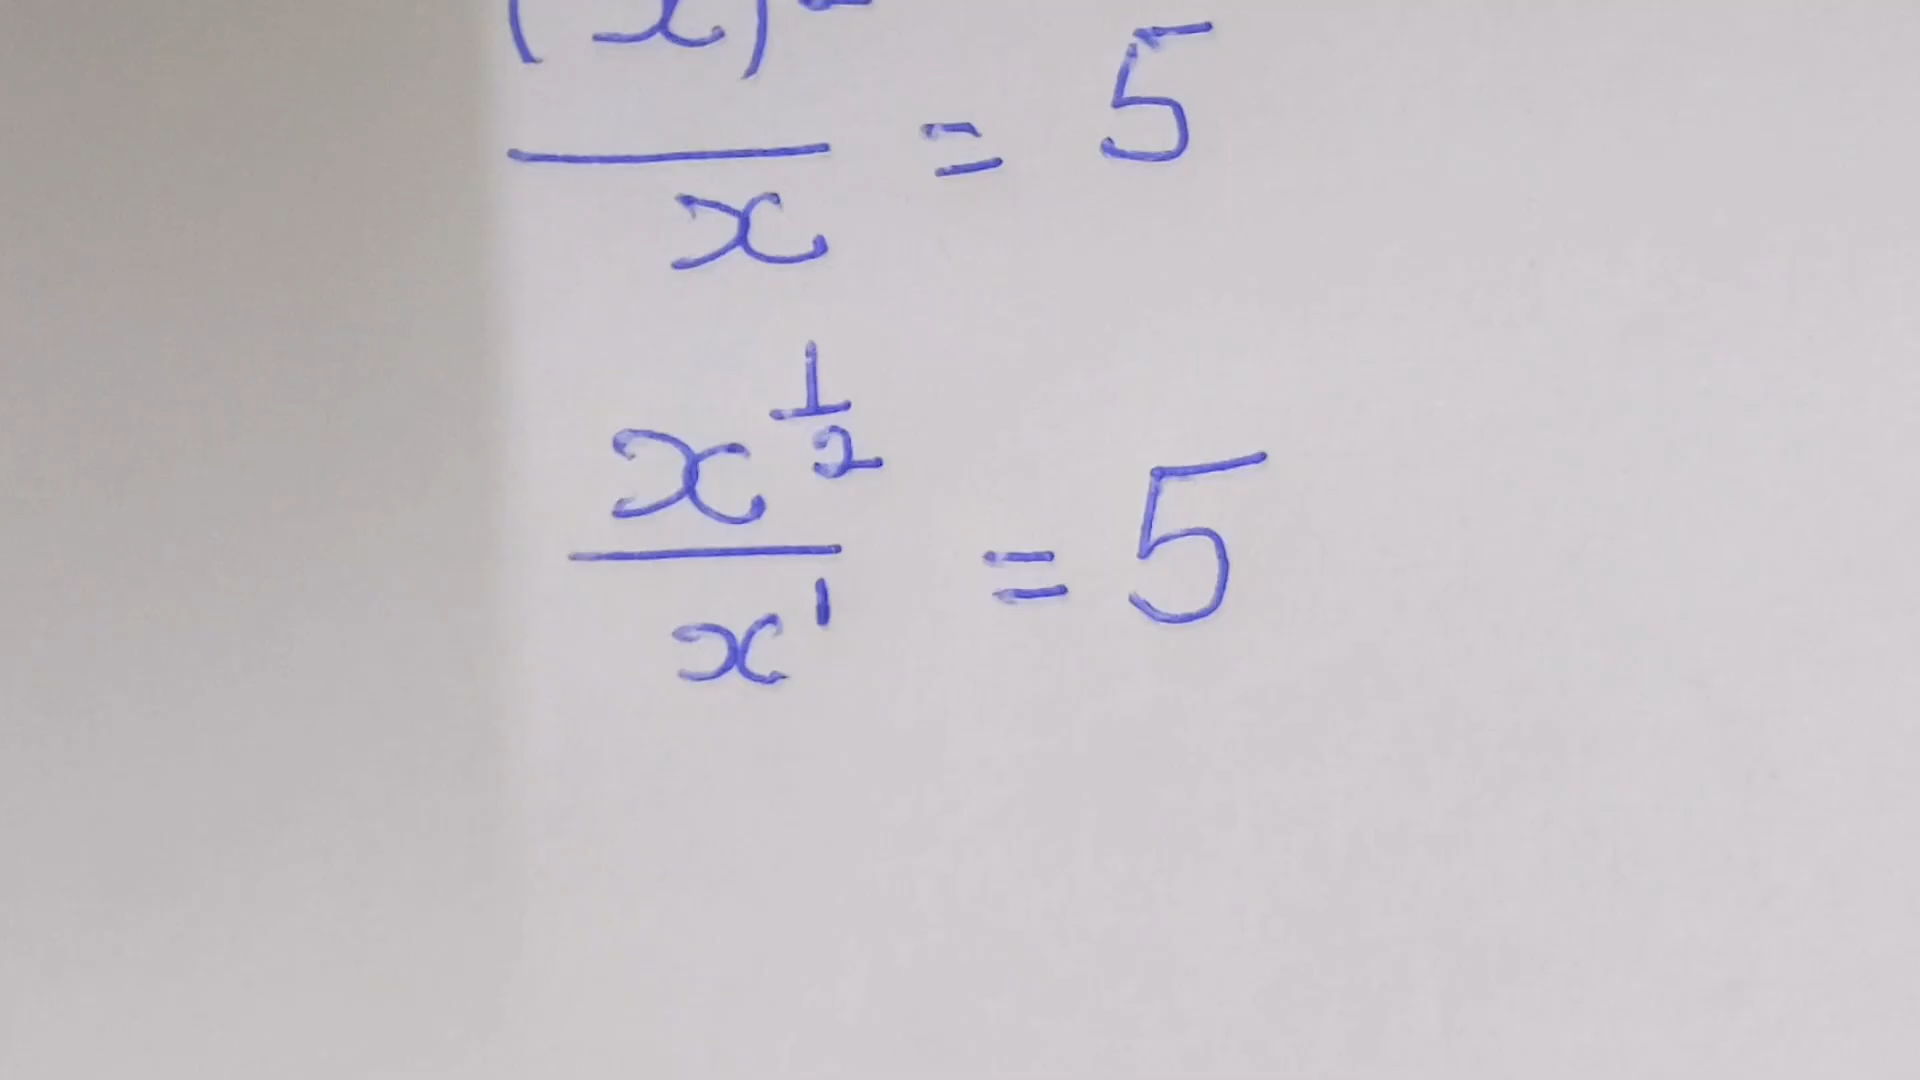 (x)
— = 5
x
x^{1/2}
— = 5
x^1